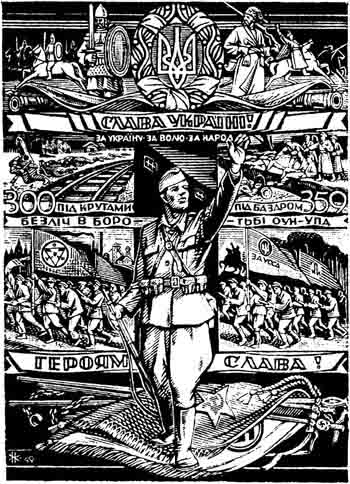 СЛАВА УКРАЇНІ!
ЗА УКРАЇНУ·ЗА ВОЛЮ·ЗА НАРОД
300 ПІД КРУТАМИ ПІД БАЗАРОМ 359
БЕЗЛІЧ В БОРОТЬБІ ОУН-УПА
ГЕРОЯМ СЛАВА!